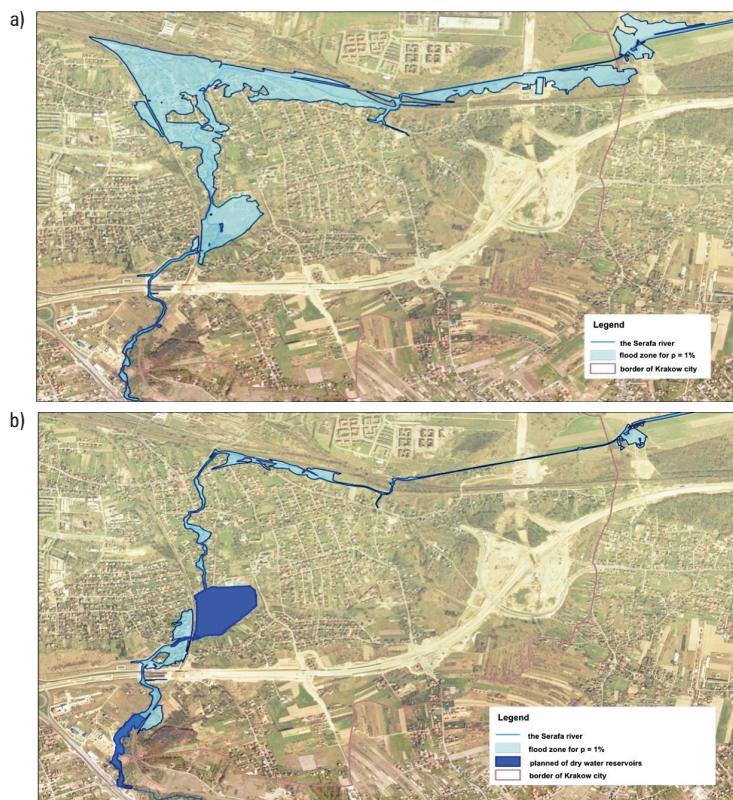 a)
Legend
the Serafa river
flood zone for p = 1%
border of Krakow city
b)
Legend
the Serafa river
flood zone for p = 1%
planned of dry water reservoirs
border of Krakow city